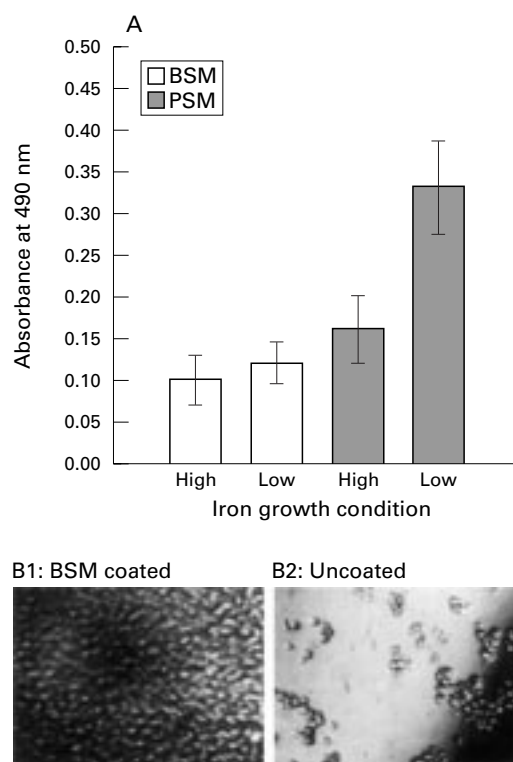 A
0.50
0.45
0.40
0.35
0.30
0.25
0.20
0.15
0.10
0.05
0.00
Absorbance at 490 nm
BSM
PSM
High Low High Low
Iron growth condition
B1: BSM coated B2: Uncoated